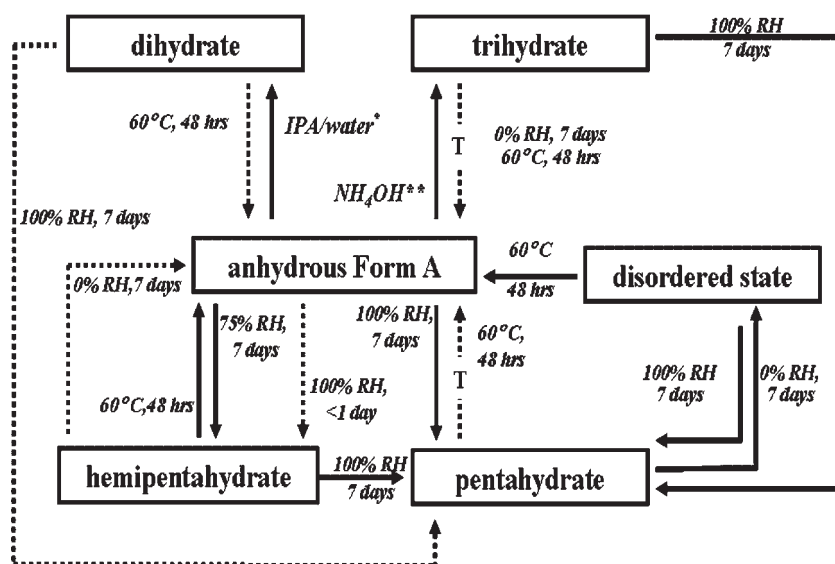 dihydrate
trihydrate
100% RH
7 days
60°C, 48 hrs
IPA/water*
T
0% RH, 7 days
60°C, 48 hrs
NH₄OH**
100% RH, 7 days
anhydrous Form A
60°C
48 hrs
disordered state
0% RH, 7 days
75% RH,
7 days
100% RH,
7 days
60°C,
48 hrs
T
100% RH,
<1 day
60°C,48 hrs
100% RH
7 days
0% RH,
7 days
hemipentahydrate
100% RH
7 days
pentahydrate